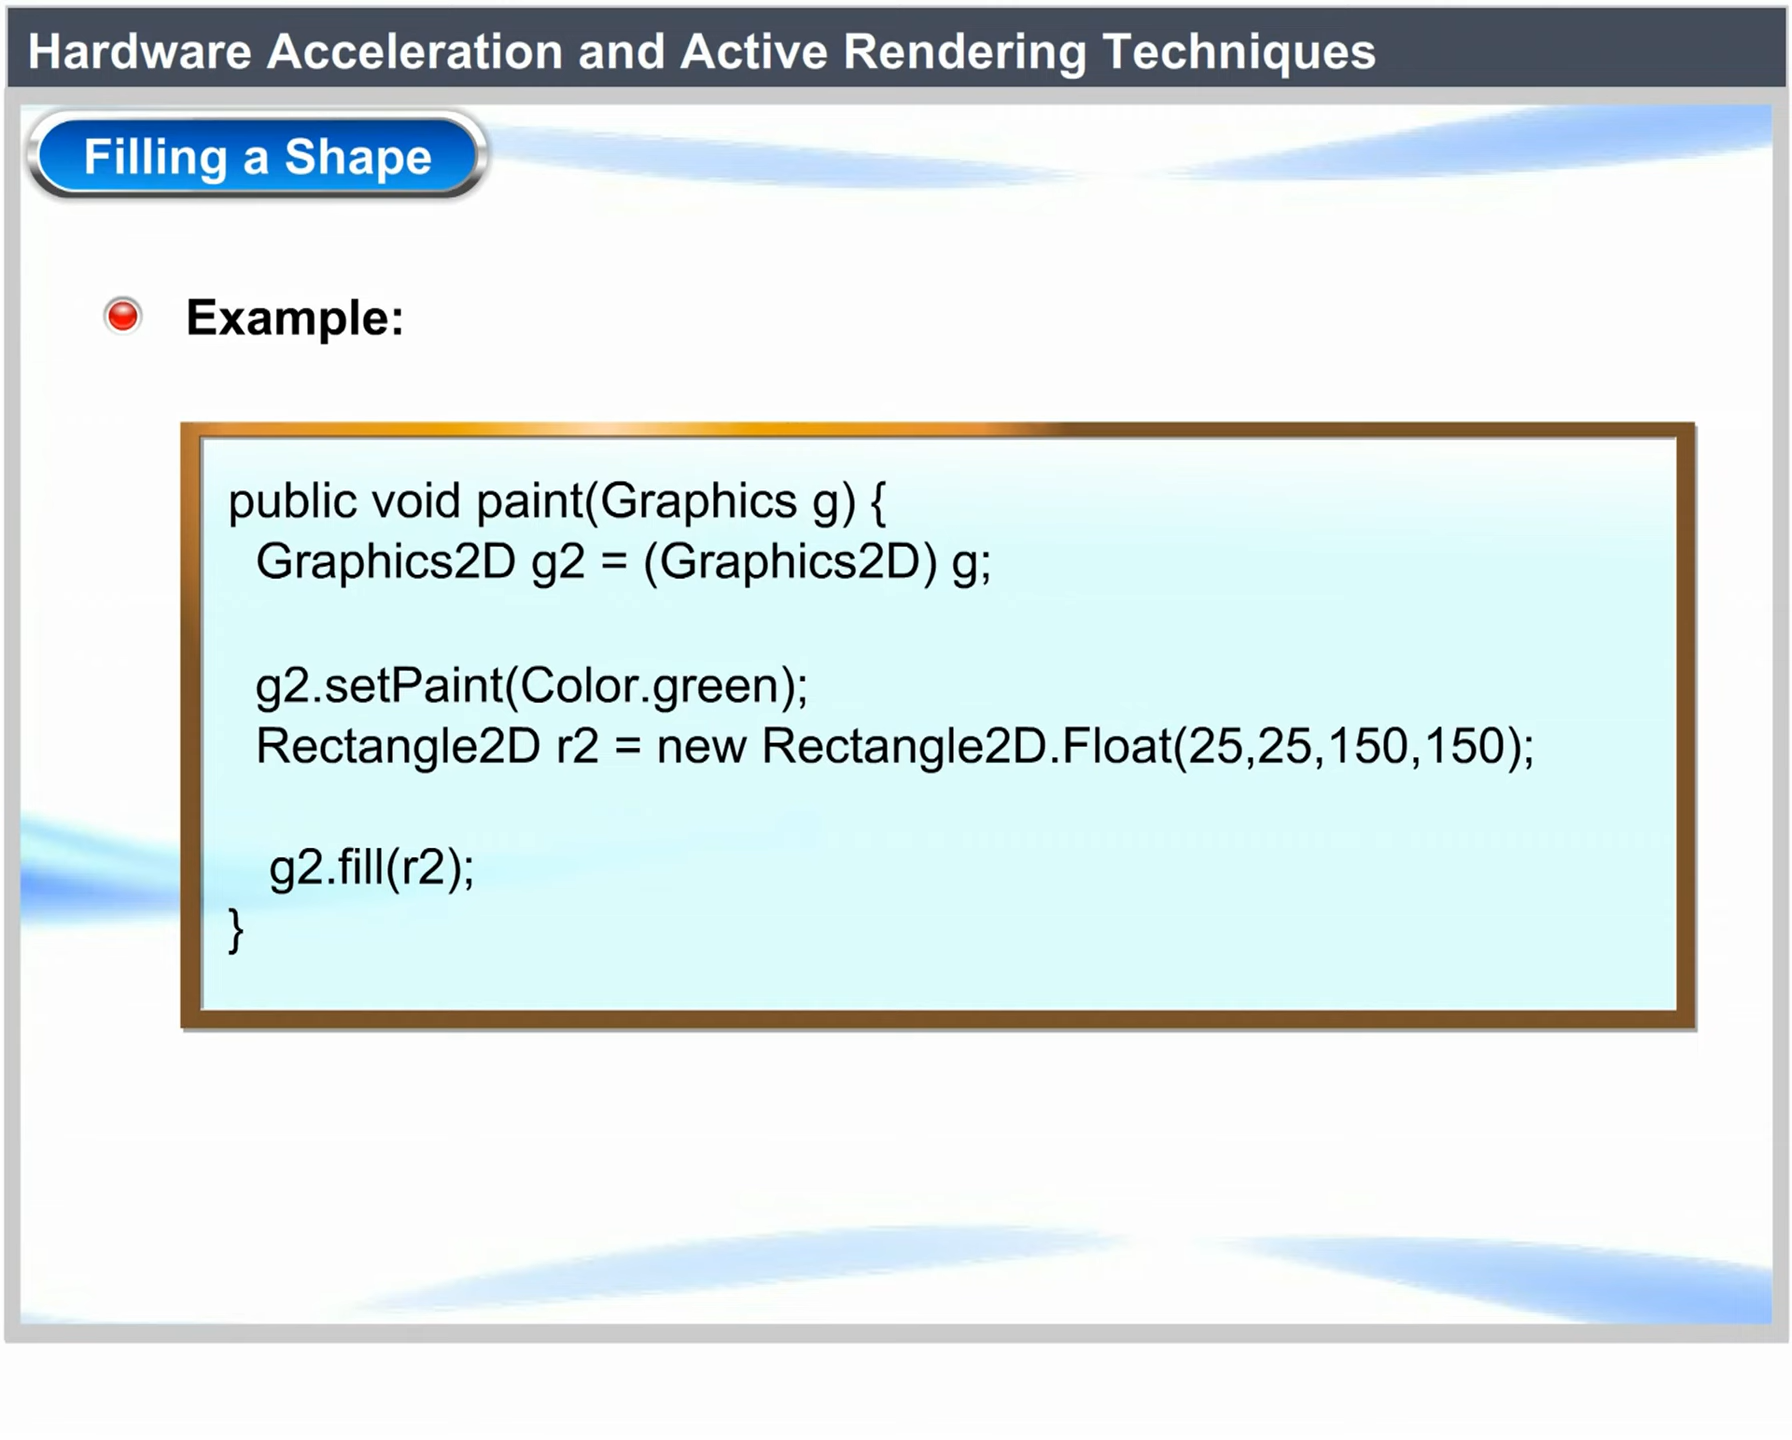 Hardware Acceleration and Active Rendering Techniques
Filling a Shape
Example:
public void paint(Graphics g) {
Graphics2D g2 = (Graphics2D) g;
g2.setPaint(Color.green);
Rectangle2D r2 = new Rectangle2D.Float(25,25,150,150);
g2.fill(r2);
}